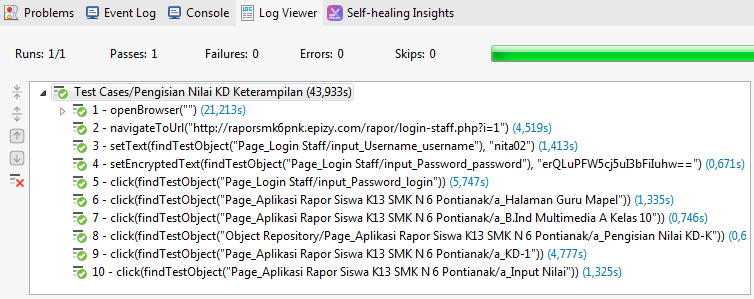 Problems Event Log Console Log Viewer Self-healing Insights
Runs: 1/1 Passes: 1 Failures: 0 Errors: 0 Skips: 0
Test Cases/Pengisian Nilai KD Keterampilan (43,933s)
1 - openBrowser("") (21,213s)
2 - navigateToUrl("http://raporsmk6pnk.epizy.com/rapor/login-staff.php?i=1") (4,519s)
3 - setText(findTestObject("Page_Login Staff/input_Username_username"), "nita02") (1,413s)
4 - setEncryptedText(findTestObject("Page_Login Staff/input_Password_password"), "erQLuPFW5cj5uI3bFiIuhw==") (0,671s)
5 - click(findTestObject("Page_Login Staff/input_Password_login")) (5,747s)
6 - click(findTestObject("Page_Aplikasi Rapor Siswa K13 SMK N 6 Pontianak/a_Halaman Guru Mapel")) (1,335s)
7 - click(findTestObject("Page_Aplikasi Rapor Siswa K13 SMK N 6 Pontianak/a_B.Ind Multimedia A Kelas 10")) (0,746s)
8 - click(findTestObject("Object Repository/Page_Aplikasi Rapor Siswa K13 SMK N 6 Pontianak/a_Pengisian Nilai KD-K")) (0,6
9 - click(findTestObject("Page_Aplikasi Rapor Siswa K13 SMK N 6 Pontianak/a_KD-1")) (4,777s)
10 - click(findTestObject("Page_Aplikasi Rapor Siswa K13 SMK N 6 Pontianak/a_Input Nilai")) (1,325s)